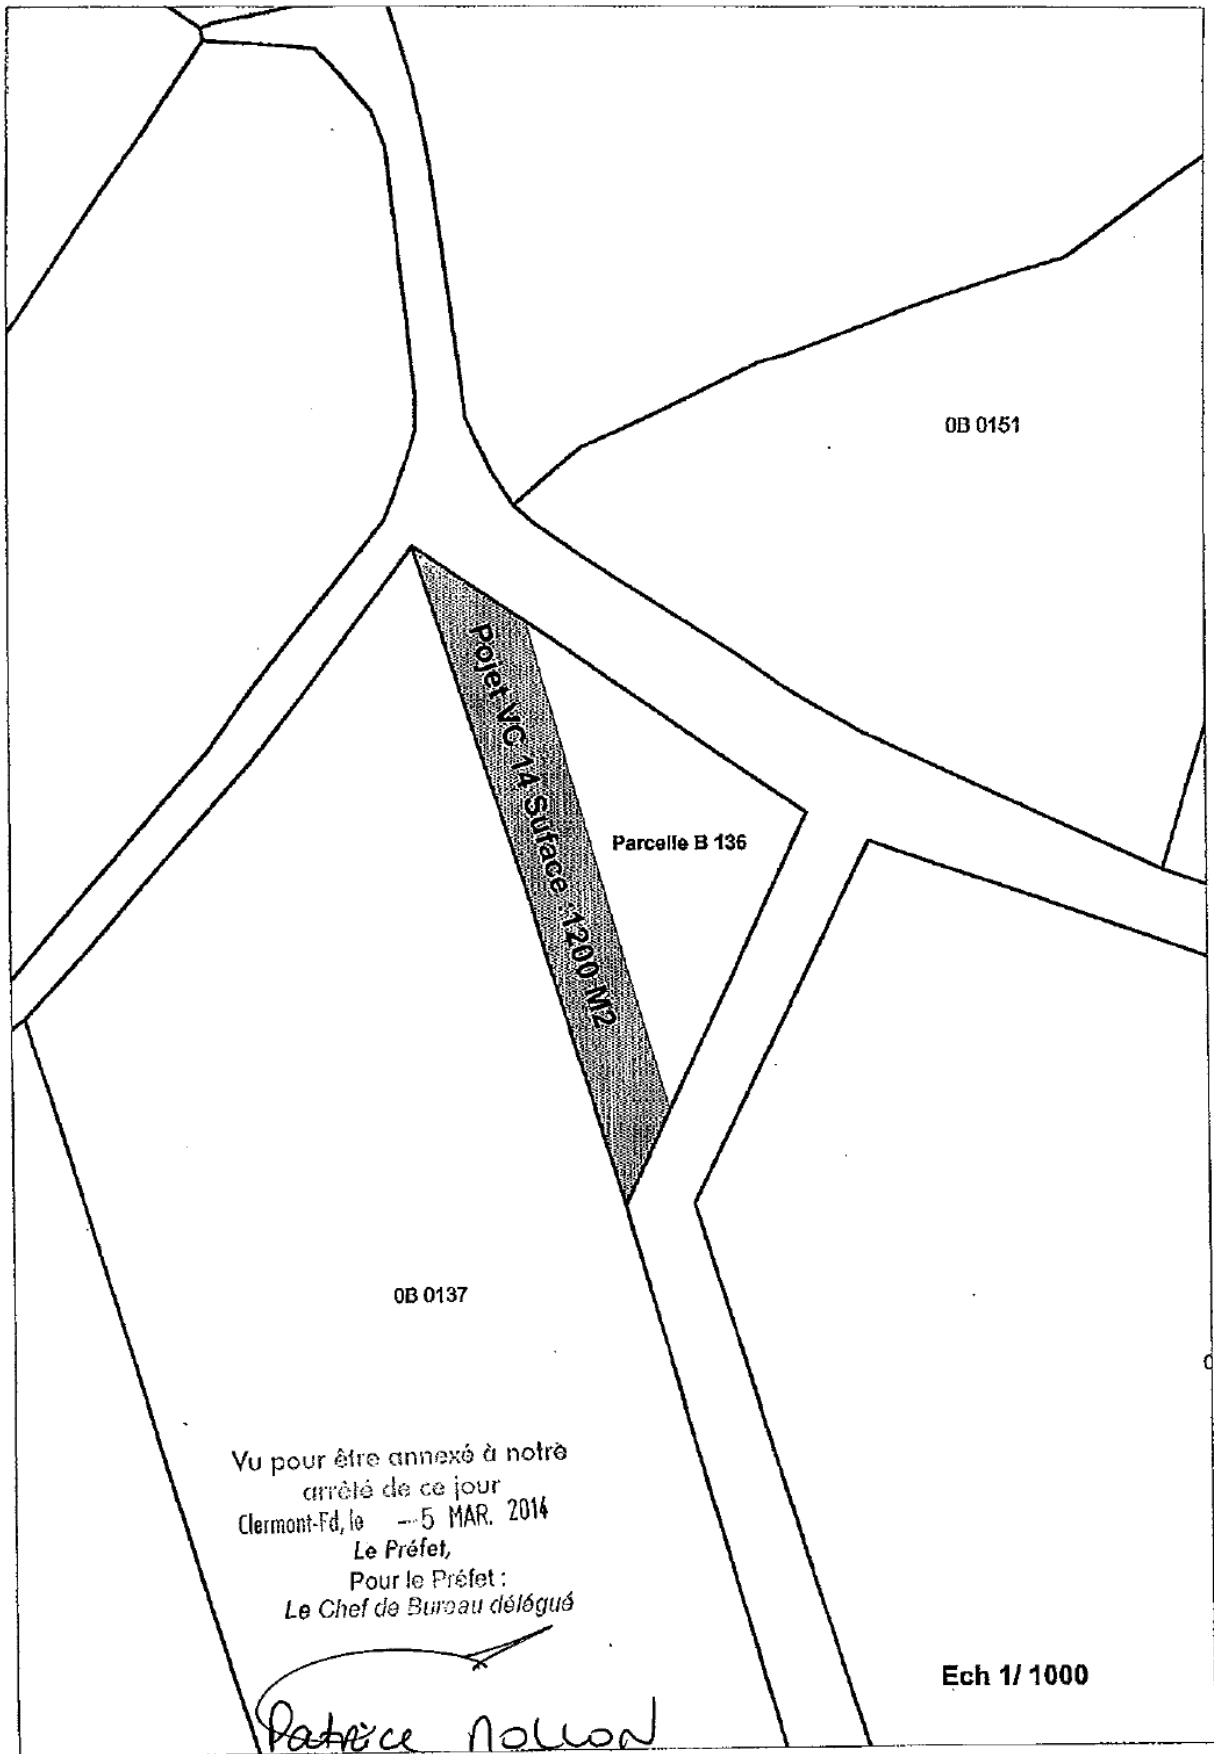 0B 0151
Pojet VC 14 Suface :1200 M2
Parcelle B 136
0B 0137
Vu pour être annexé à notre
arrêté de ce jour
Clermont-Fd, le -5 MAR. 2014
Le Préfet,
Pour le Préfet :
Le Chef de Bureau délégué
Ech 1/ 1000
Patrice